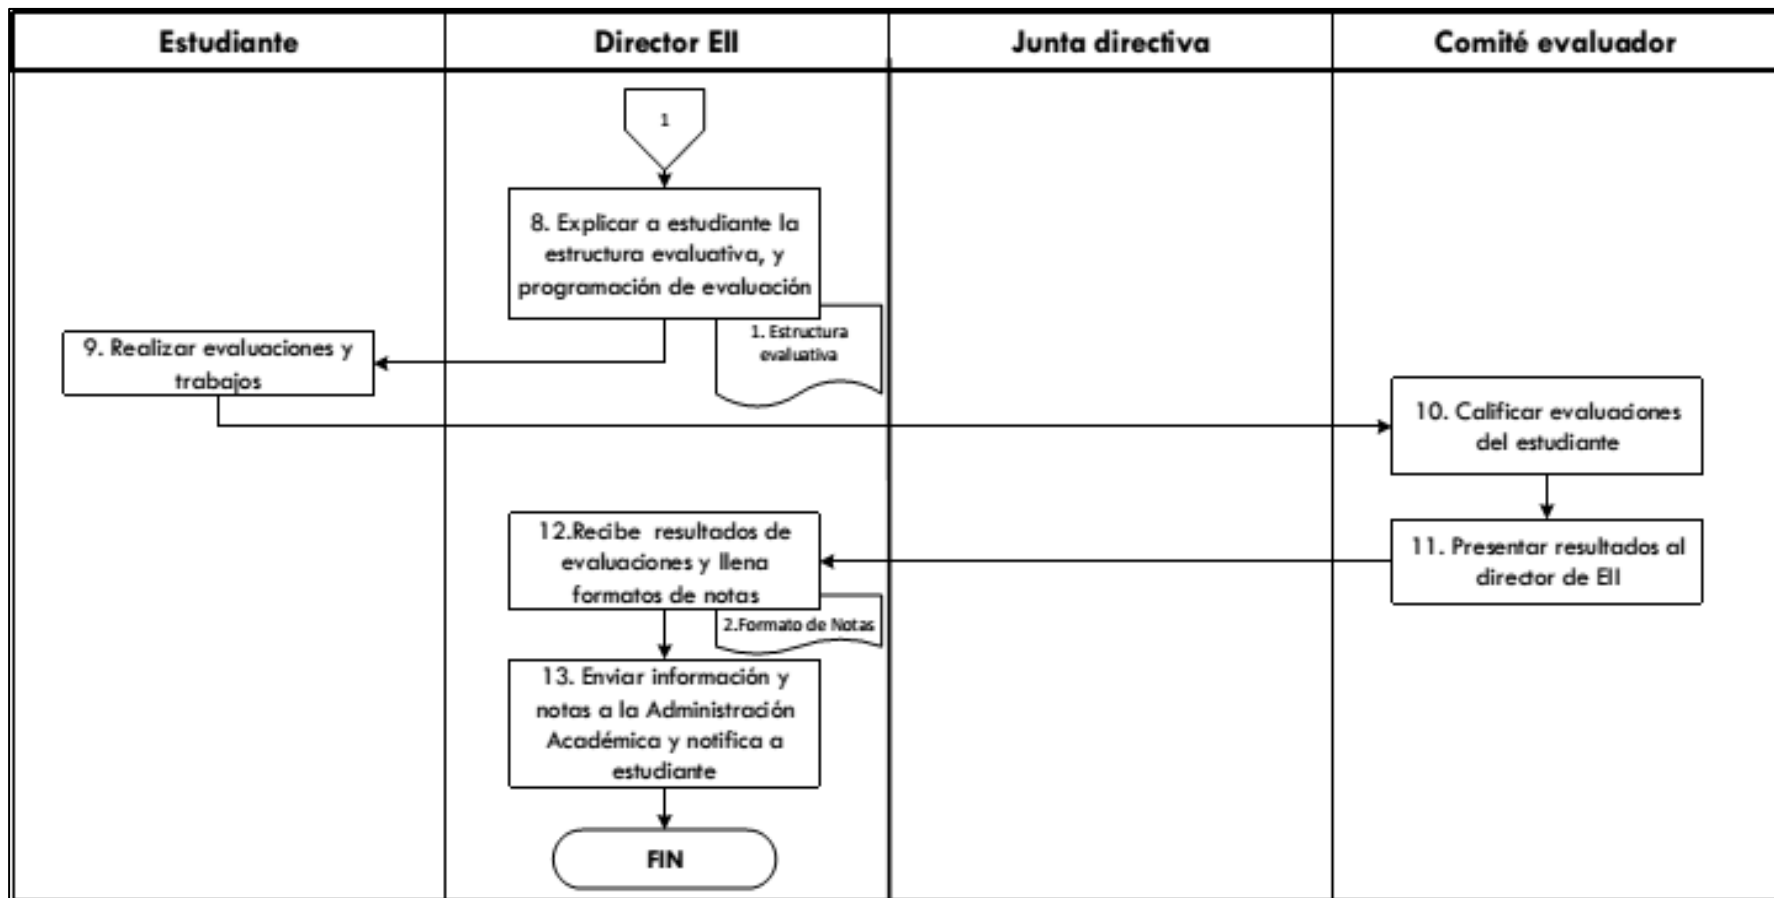 Estudiante
Director EII
Junta directiva
Comité evaluador
1
8. Explicar a estudiante la
estructura evaluativa, y
programación de evaluación
1. Estructura
evaluativa
9. Realizar evaluaciones y
trabajos
10. Calificar evaluaciones
del estudiante
11. Presentar resultados al
director de EII
12.Recibe resultados de
evaluaciones y llena
formatos de notas
2.Formato de Notas
13. Enviar información y
notas a la Administración
Académica y notifica a
estudiante
FIN